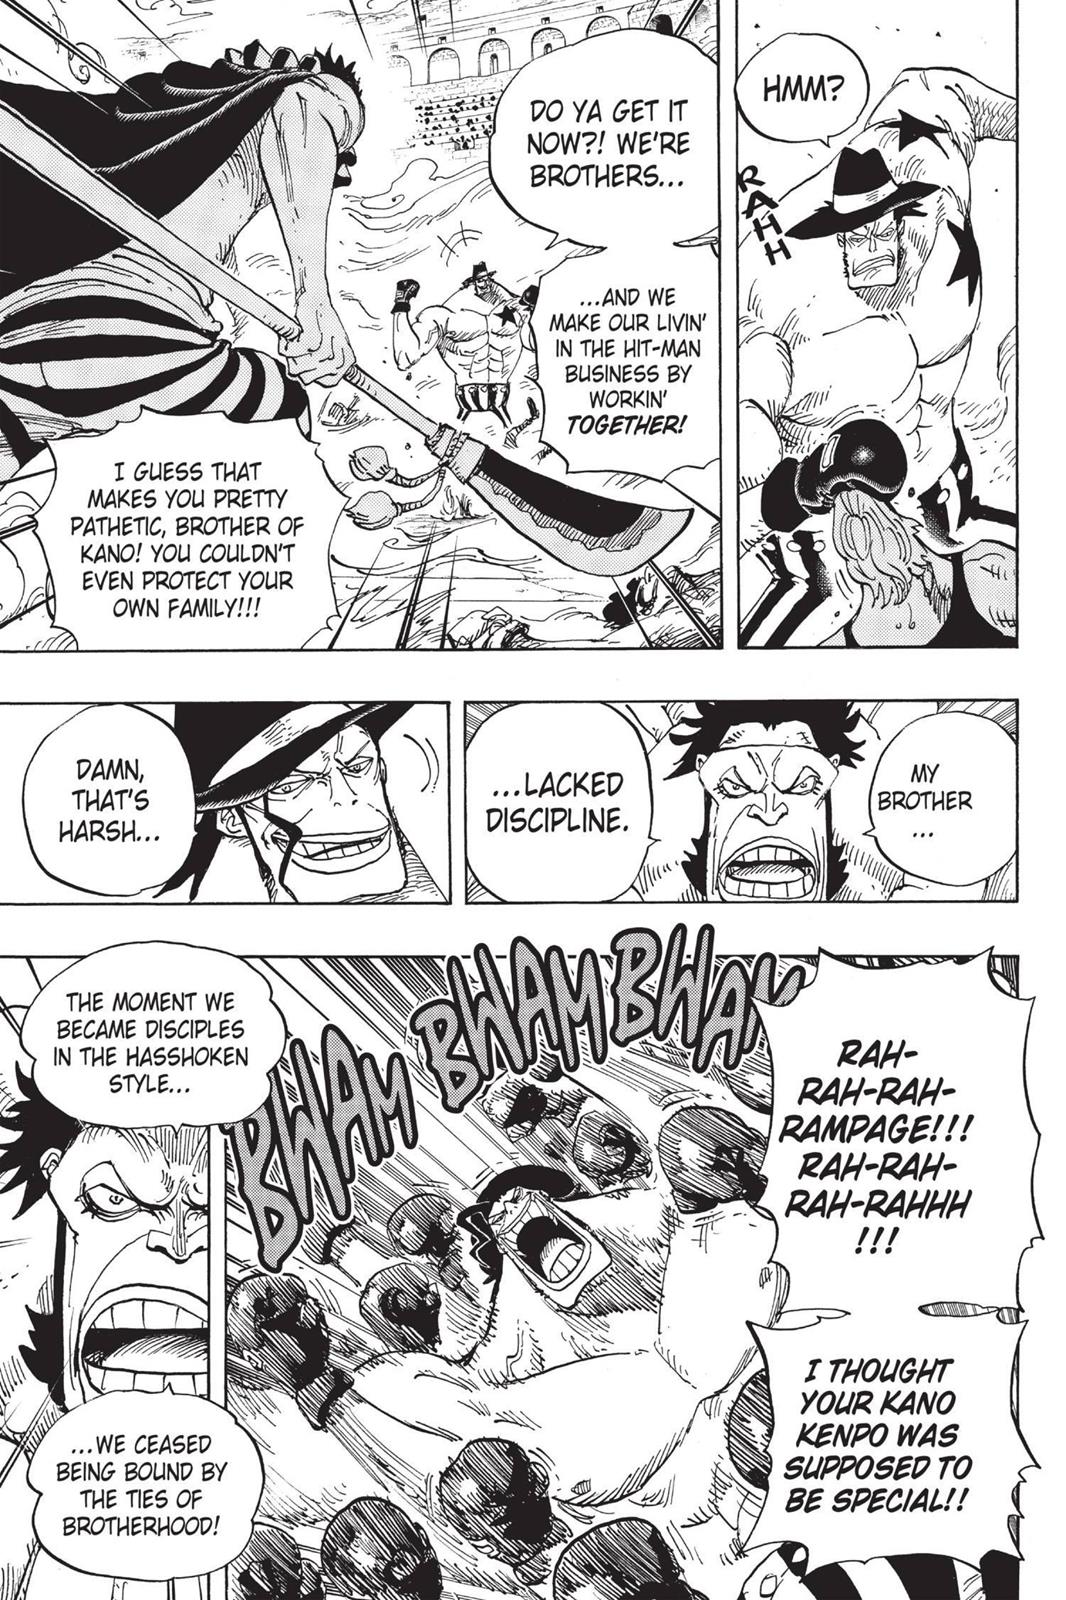 HMM?
RAHH
DO YA GET IT
NOW?! WE'RE
BROTHERS...
...AND WE
MAKE OUR LIVIN'
IN THE HIT-MAN
BUSINESS BY
WORKIN'
TOGETHER!
I GUESS THAT
MAKES YOU PRETTY
PATHETIC, BROTHER OF
KANO! YOU COULDN'T
EVEN PROTECT YOUR
OWN FAMILY!!!
MY
BROTHER
...
...LACKED
DISCIPLINE.
DAMN,
THAT'S
HARSH...
RAH-
RAH-RAH-
RAMPAGE!!!
RAH-RAH-
RAH-RAHHH
!!!
I THOUGHT
YOUR KANO
KENPO WAS
SUPPOSED TO
BE SPECIAL!!
BWAM BWAM BWAM BWAM
THE MOMENT WE
BECAME DISCIPLES
IN THE HASSHOKEN
STYLE...
...WE CEASED
BEING BOUND BY
THE TIES OF
BROTHERHOOD!